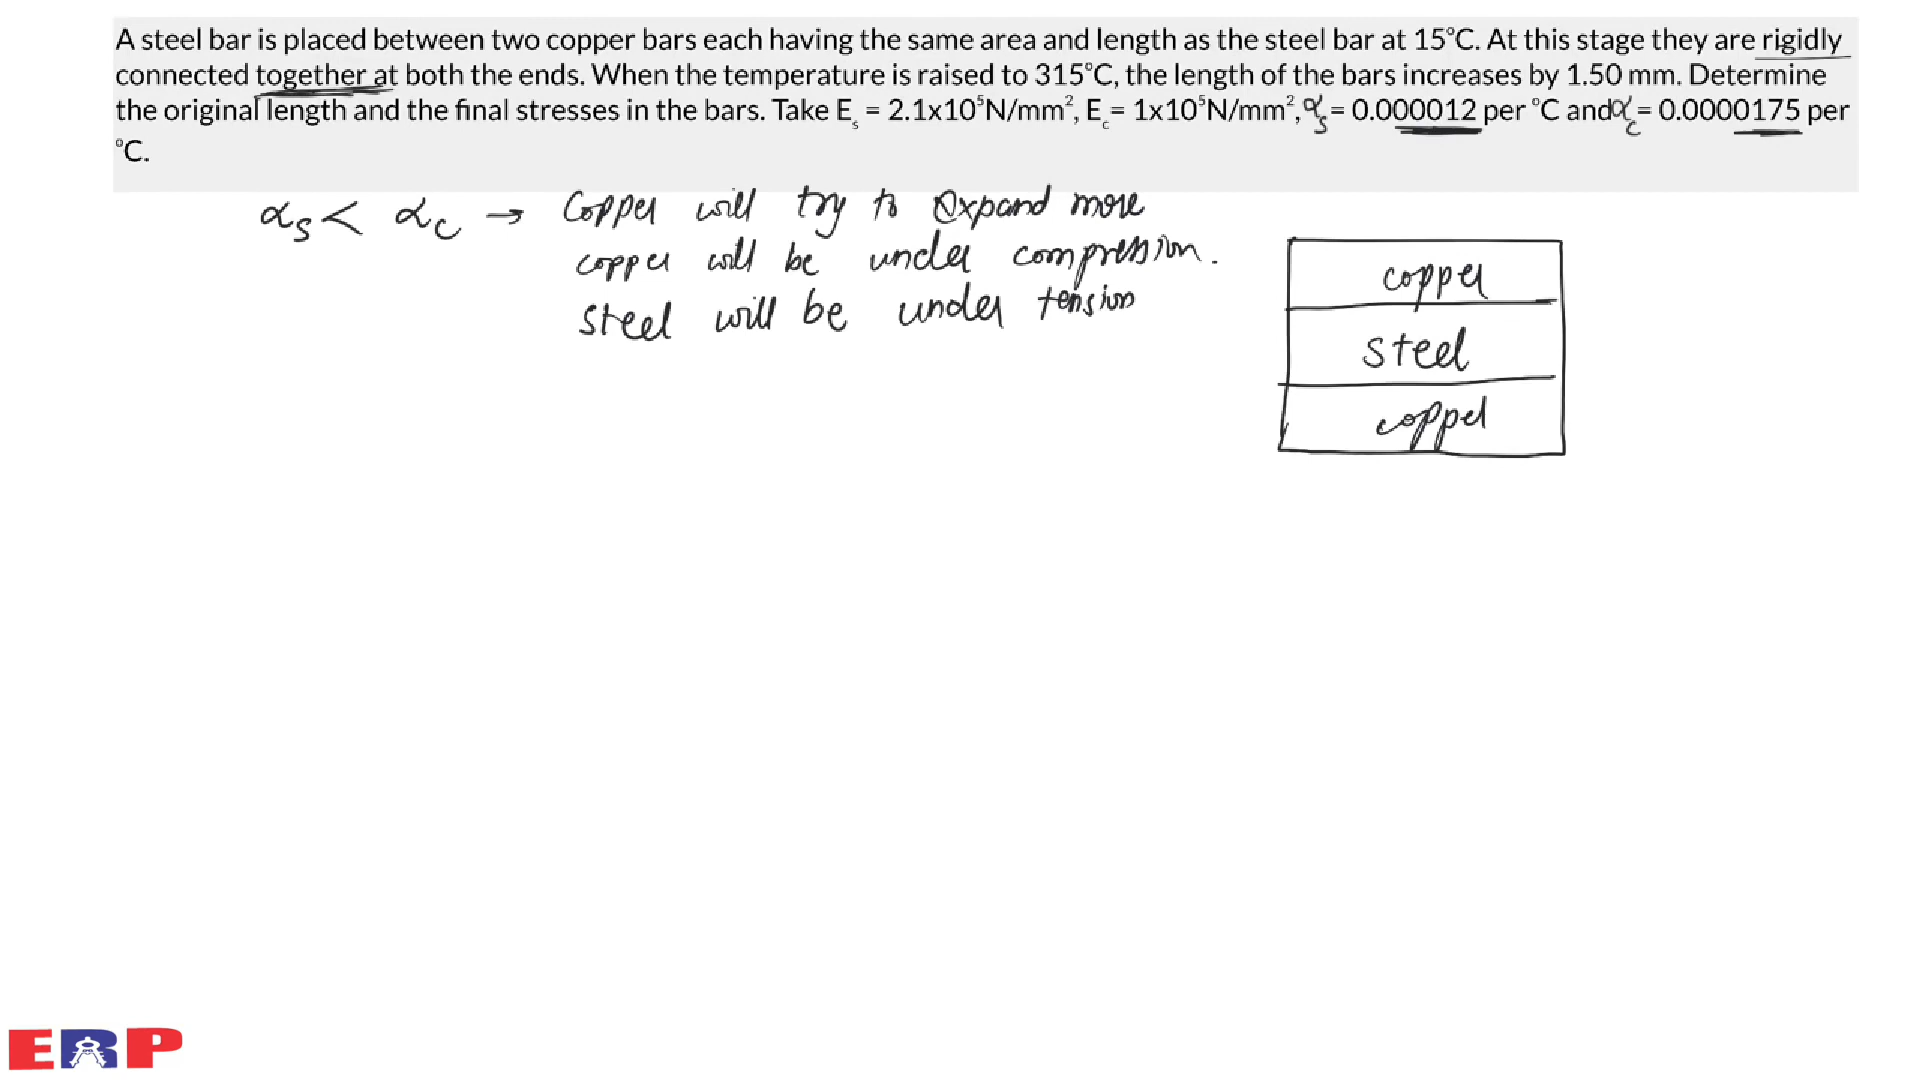 A steel bar is placed between two copper bars each having the same area and length as the steel bar at 15°C. At this stage they are rigidly
connected together at both the ends. When the temperature is raised to 315°C, the length of the bars increases by 1.50 mm. Determine
the original length and the final stresses in the bars. Take Eₛ = 2.1x10⁵N/mm², E꜀ = 1x10⁵N/mm², αₛ = 0.000012 per °C and α꜀ = 0.0000175 per
°C.
αₛ < α꜀ → Copper will try to expand more
copper will be under compression.
steel will be under tension
copper
steel
copper
ERP